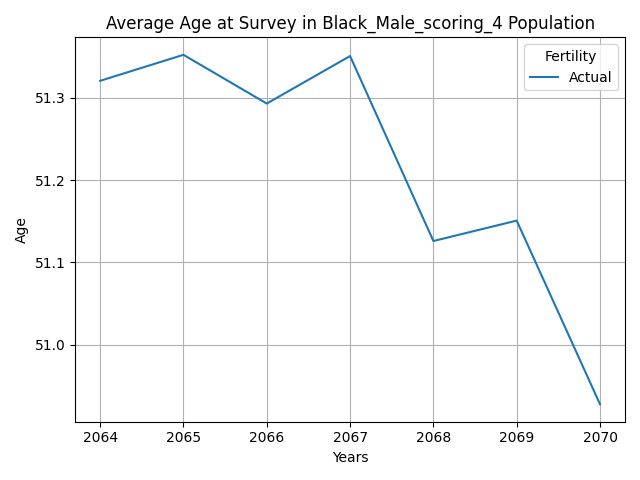 Average Age at Survey in Black_Male_scoring_4 Population
Fertility
Actual
51.3
51.2
51.1
51.0
Age
2064 2065 2066 2067 2068 2069 2070
Years